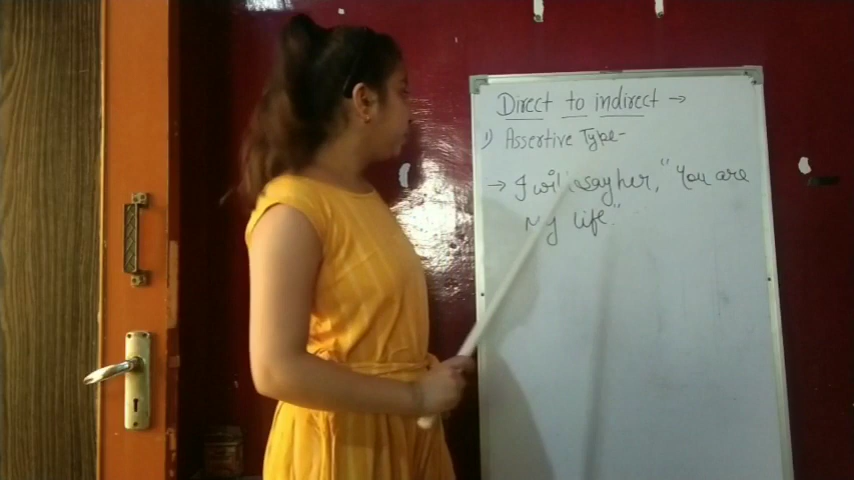 Direct to indirect →
1) Assertive Type-
→ I will say her, "You are
My life"